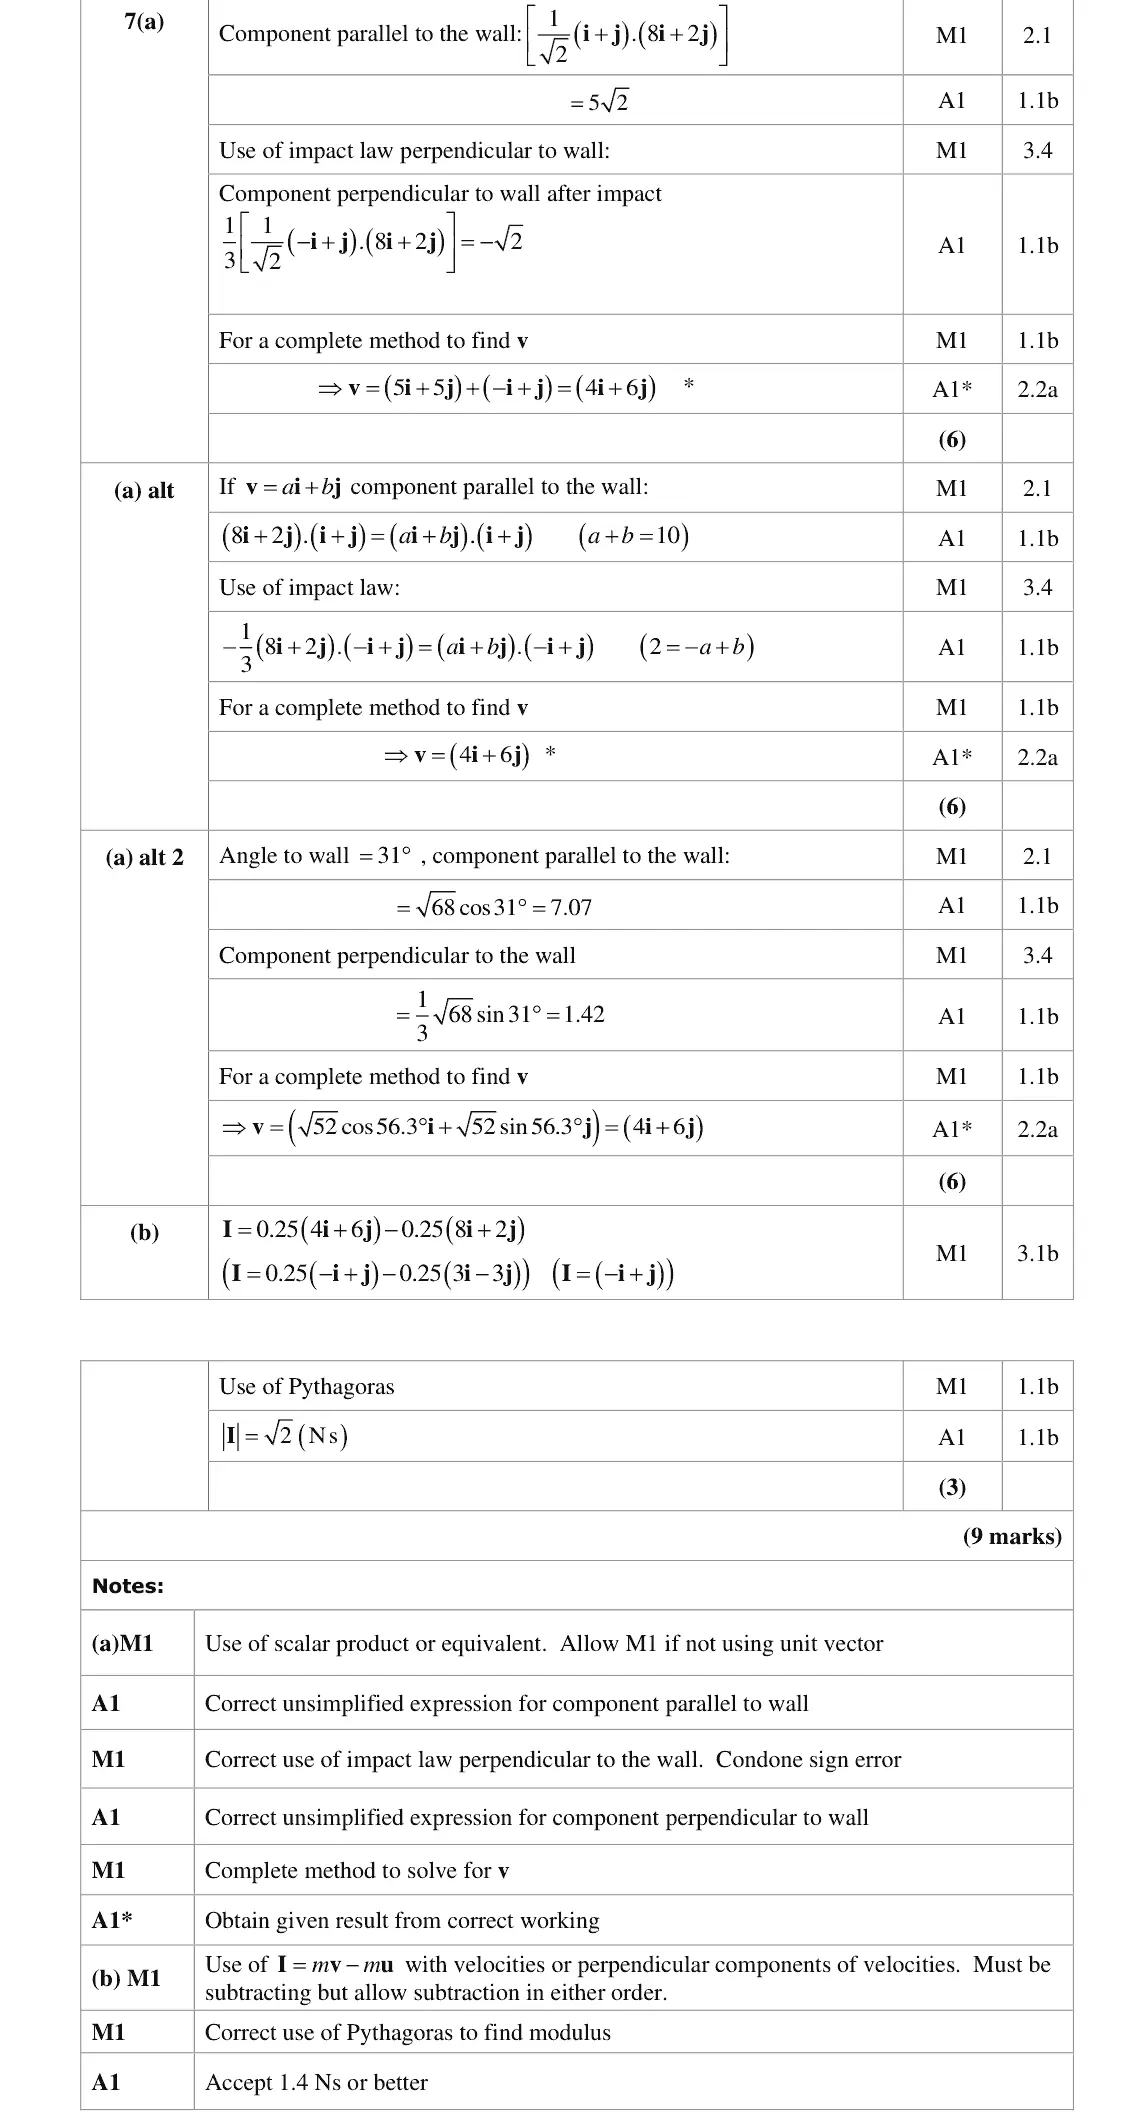 7(a) Component parallel to the wall: [1/√2 (i + j).(8i + 2j)] M1 2.1
= 5√2 A1 1.1b
Use of impact law perpendicular to wall: M1 3.4
Component perpendicular to wall after impact
1/3 [1/√2 (−i + j).(8i + 2j)] = −√2 A1 1.1b
For a complete method to find v M1 1.1b
⇒ v = (5i + 5j) + (−i + j) = (4i + 6j) * A1* 2.2a
(6)
(a) alt If v = ai + bj component parallel to the wall: M1 2.1
(8i + 2j).(i + j) = (ai + bj).(i + j) (a + b = 10) A1 1.1b
Use of impact law: M1 3.4
−1/3 (8i + 2j).(−i + j) = (ai + bj).(−i + j) (2 = −a + b) A1 1.1b
For a complete method to find v M1 1.1b
⇒ v = (4i + 6j) * A1* 2.2a
(6)
(a) alt 2 Angle to wall = 31° , component parallel to the wall: M1 2.1
= √68 cos 31° = 7.07 A1 1.1b
Component perpendicular to the wall M1 3.4
= 1/3 √68 sin 31° = 1.42 A1 1.1b
For a complete method to find v M1 1.1b
⇒ v = (√52 cos 56.3°i + √52 sin 56.3°j) = (4i + 6j) A1* 2.2a
(6)
(b) I = 0.25(4i + 6j) − 0.25(8i + 2j) M1 3.1b
(I = 0.25(−i + j) − 0.25(3i − 3j)) (I = (−i + j))
Use of Pythagoras M1 1.1b
|I| = √2 (N s) A1 1.1b
(3)
(9 marks)
Notes:
(a)M1 Use of scalar product or equivalent. Allow M1 if not using unit vector
A1 Correct unsimplified expression for component parallel to wall
M1 Correct use of impact law perpendicular to the wall. Condone sign error
A1 Correct unsimplified expression for component perpendicular to wall
M1 Complete method to solve for v
A1* Obtain given result from correct working
(b) M1 Use of I = mv − mu with velocities or perpendicular components of velocities. Must be
subtracting but allow subtraction in either order.
M1 Correct use of Pythagoras to find modulus
A1 Accept 1.4 Ns or better